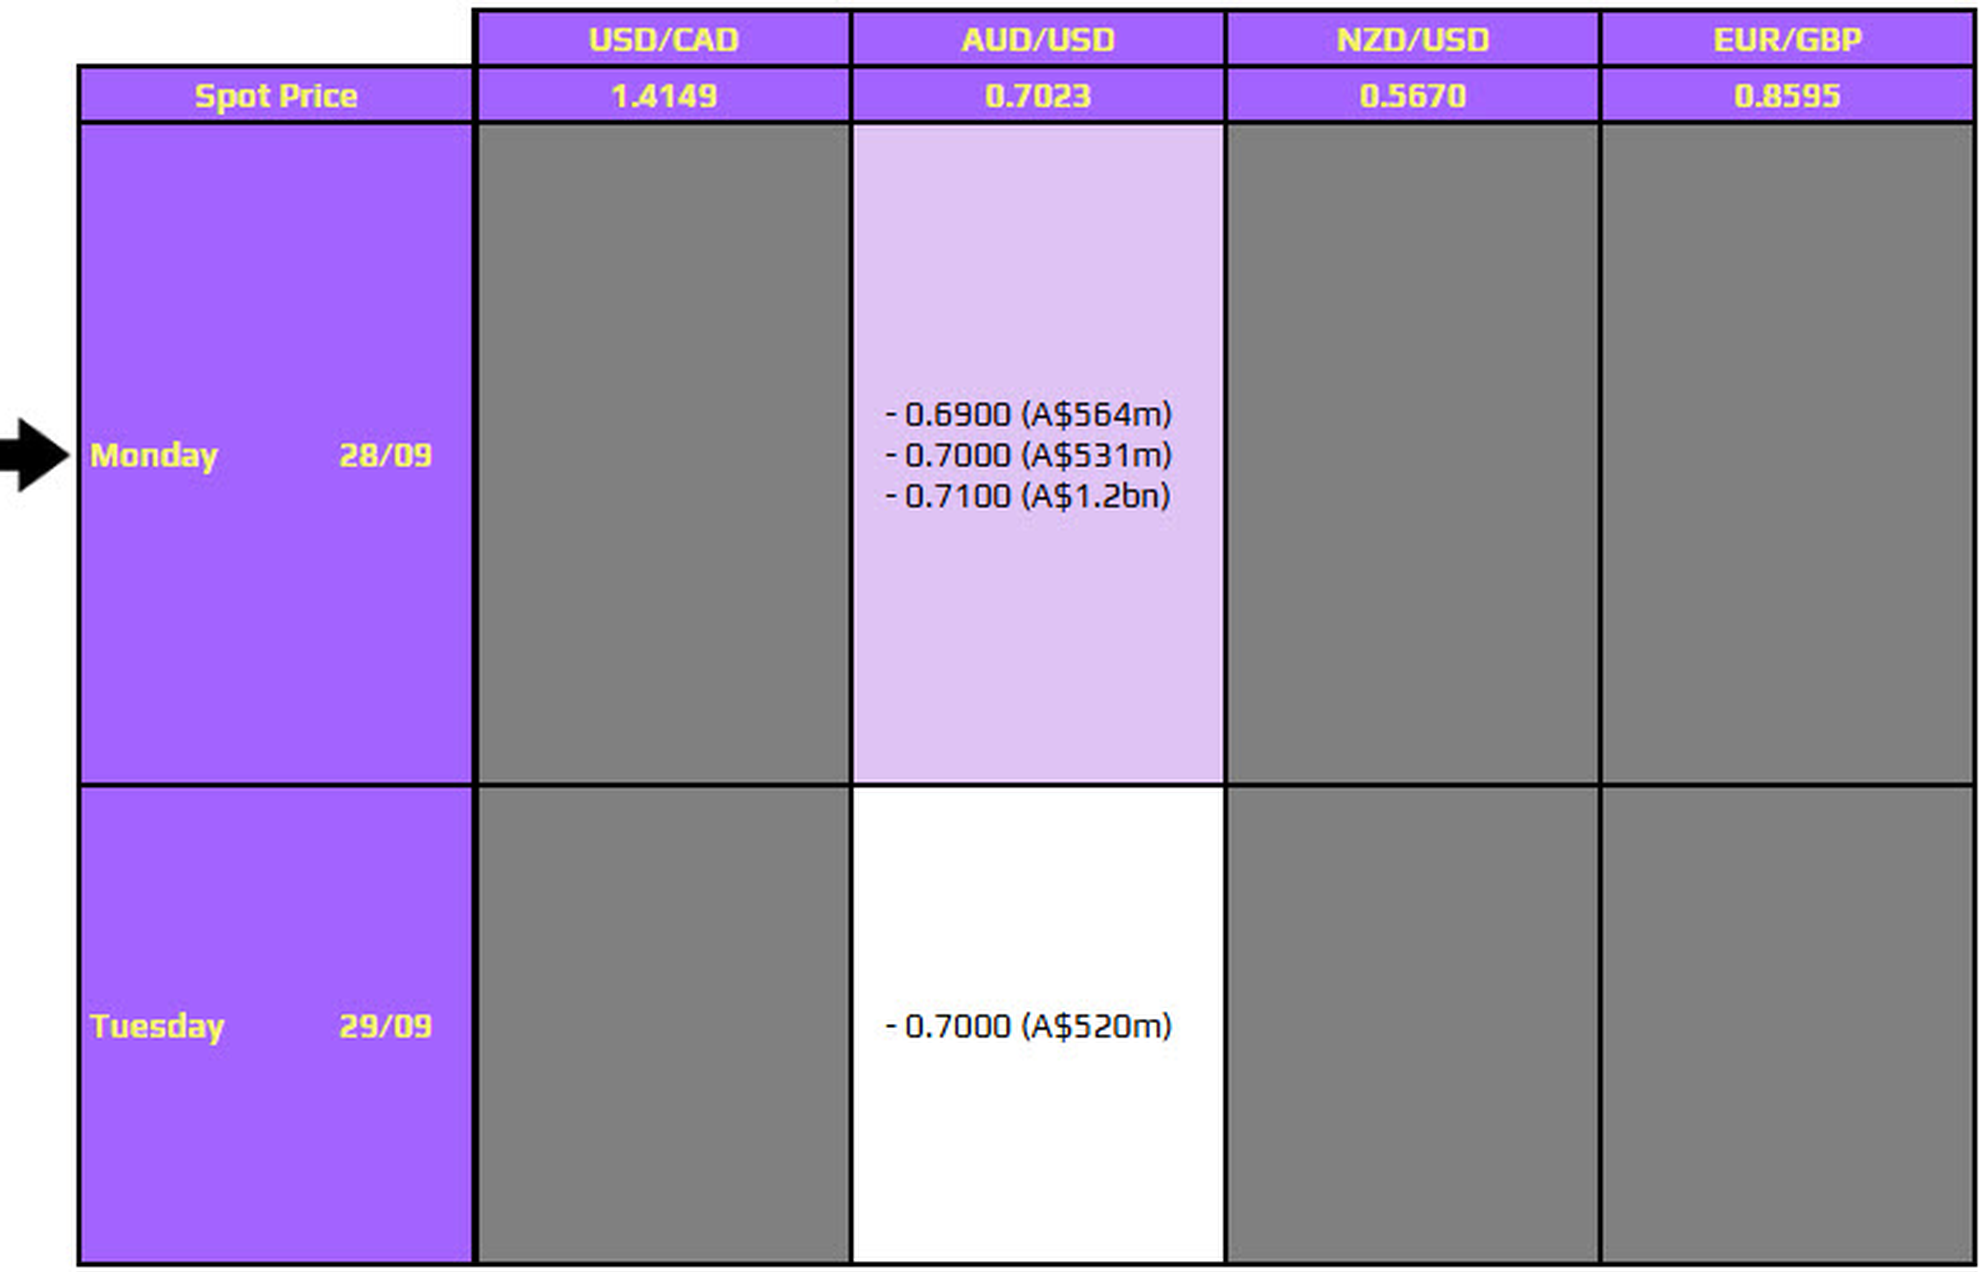 USD/CAD AUD/USD NZD/USD EUR/GBP
Spot Price 1.4149 0.7023 0.5670 0.8595
Monday 28/09
- 0.6900 (A$564m)
- 0.7000 (A$531m)
- 0.7100 (A$1.2bn)
Tuesday 29/09
- 0.7000 (A$520m)